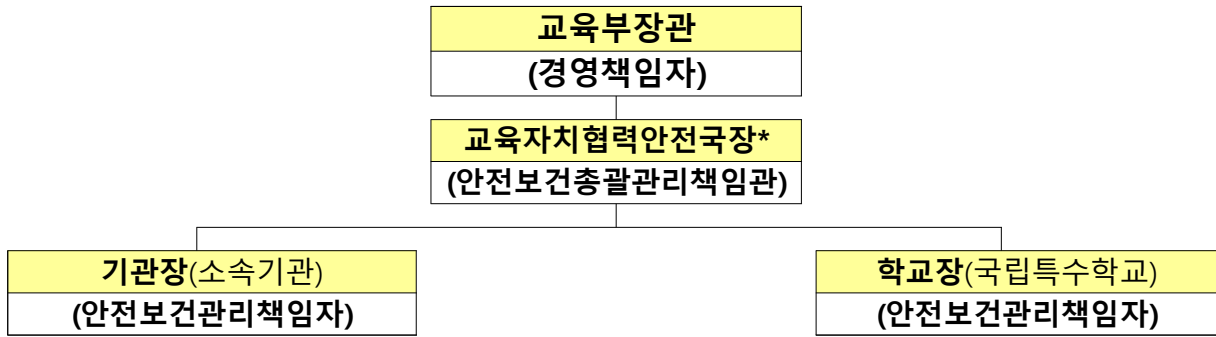 교육부장관
(경영책임자)
교육자치협력안전국장*
(안전보건총괄관리책임관)
기관장(소속기관)
(안전보건관리책임자)
학교장(국립특수학교)
(안전보건관리책임자)